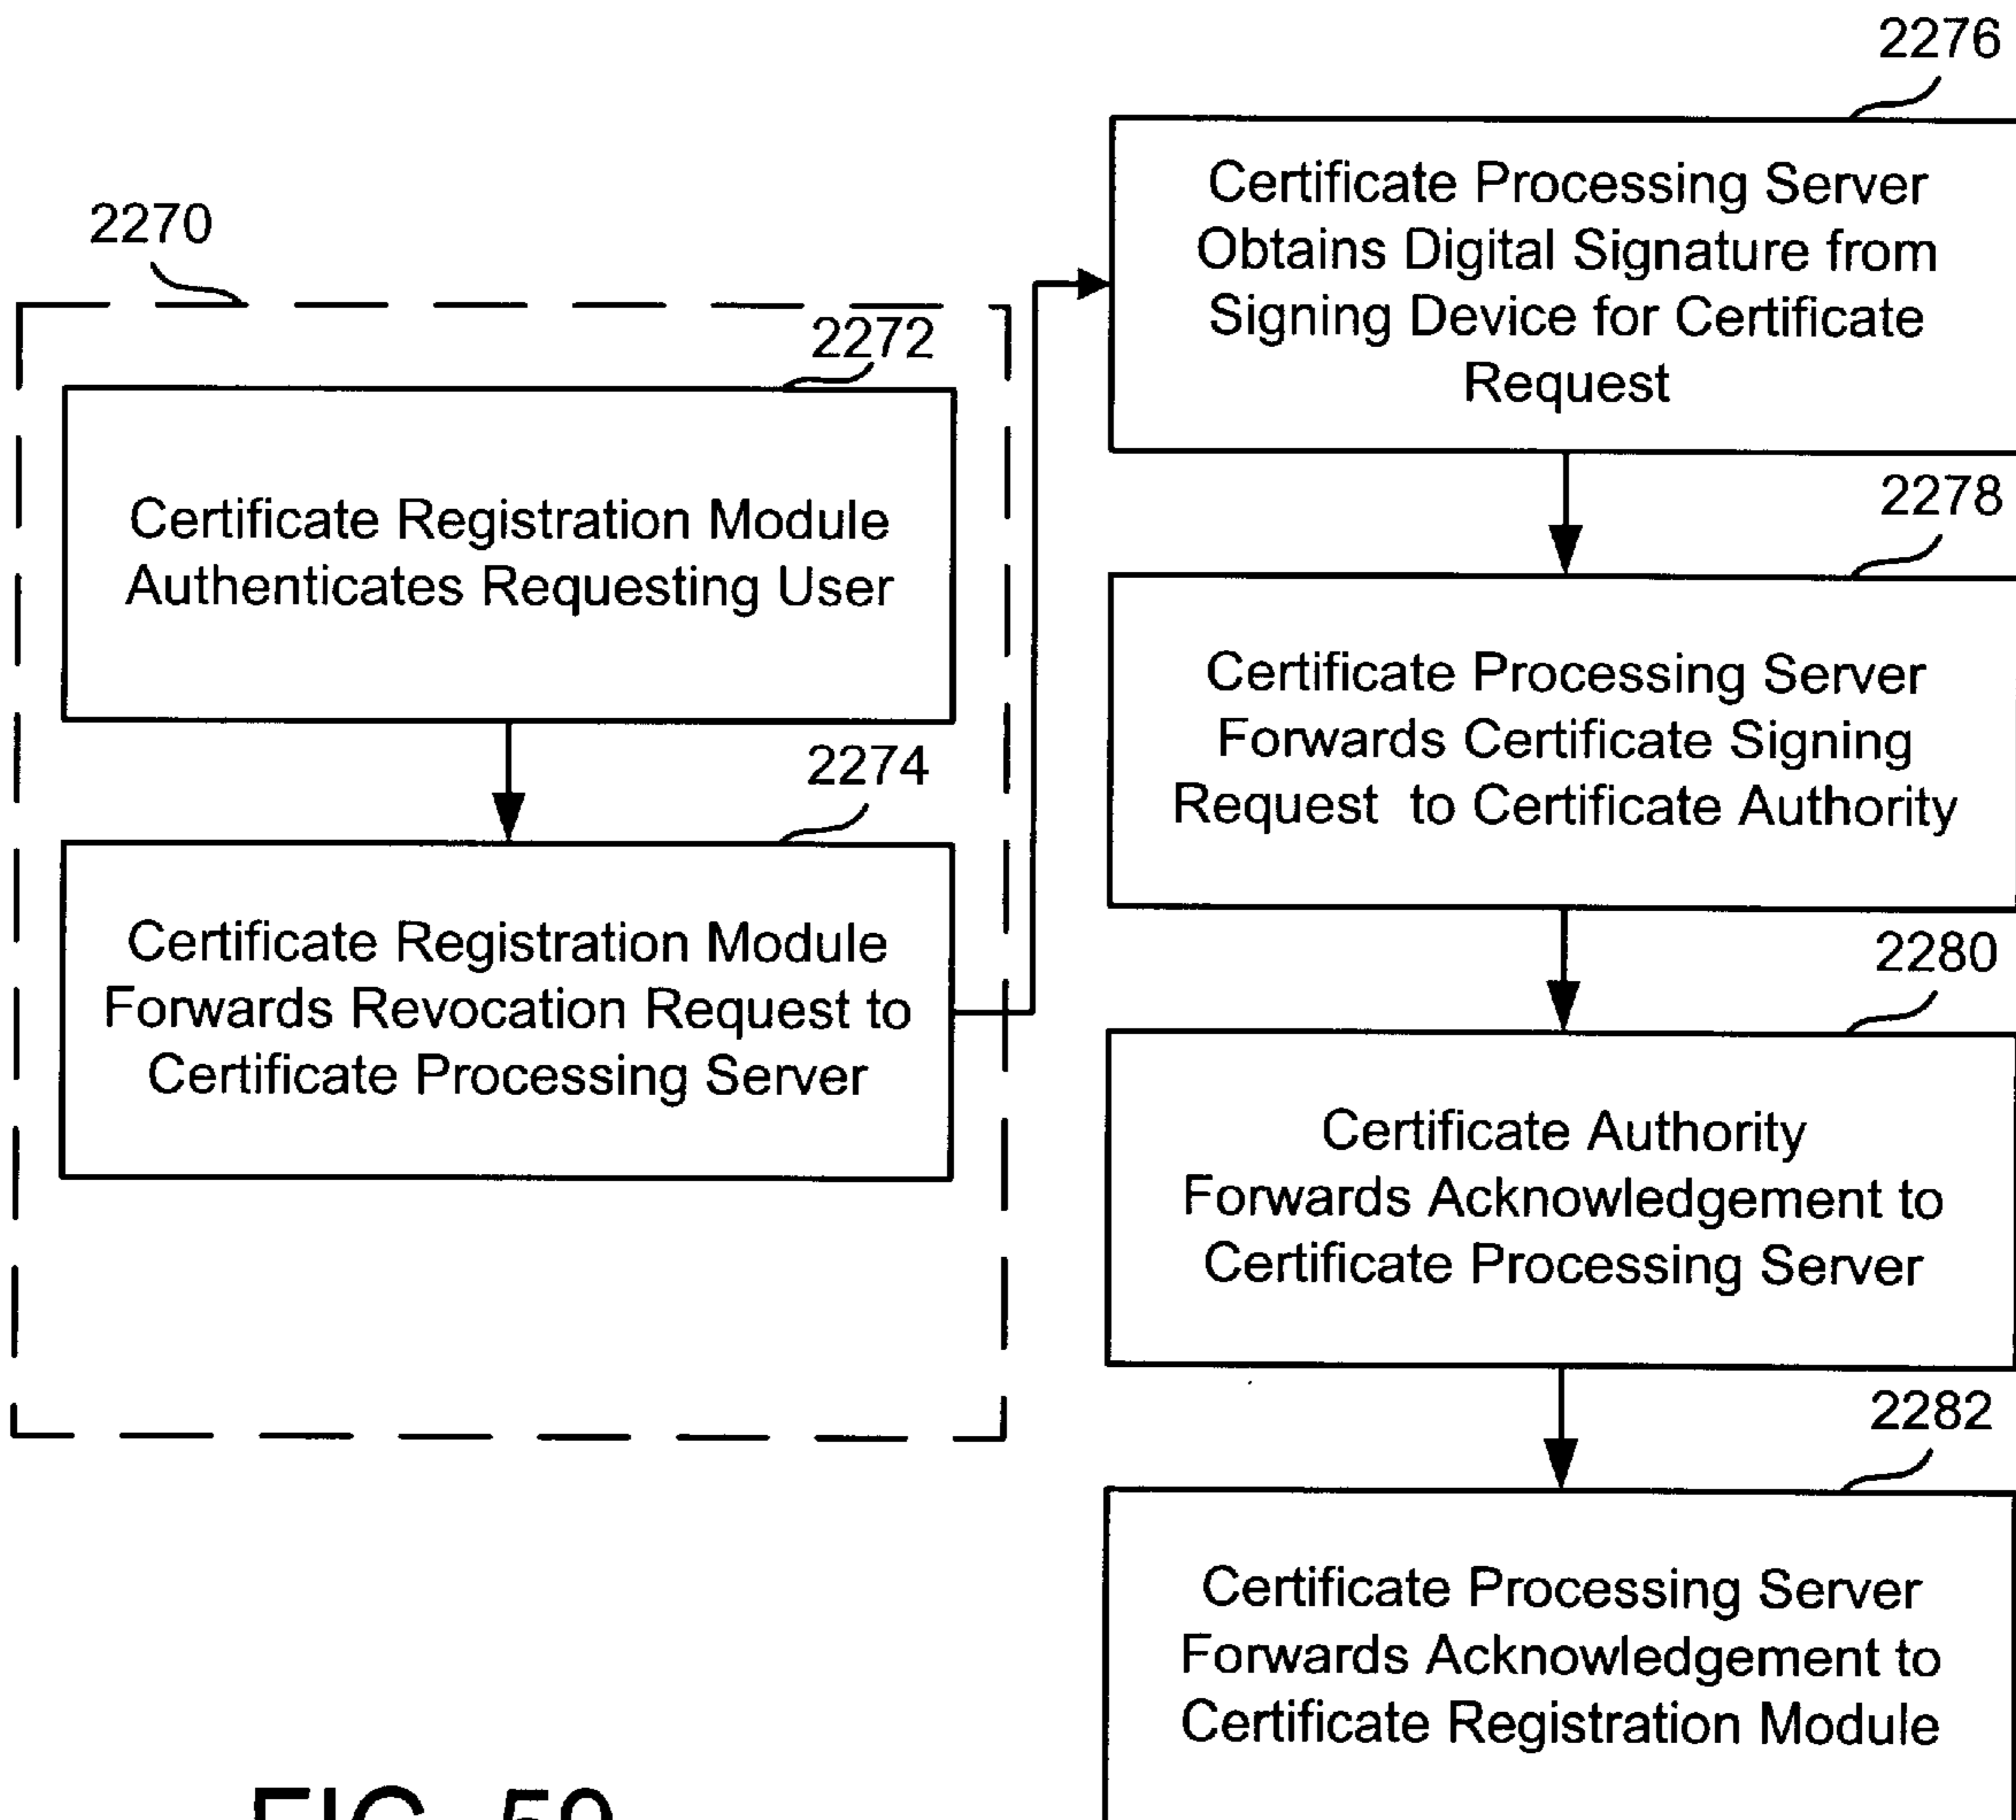 2270
2272
Certificate Registration Module
Authenticates Requesting User
2274
Certificate Registration Module
Forwards Revocation Request to
Certificate Processing Server
2276
Certificate Processing Server
Obtains Digital Signature from
Signing Device for Certificate
Request
2278
Certificate Processing Server
Forwards Certificate Signing
Request to Certificate Authority
2280
Certificate Authority
Forwards Acknowledgement to
Certificate Processing Server
2282
Certificate Processing Server
Forwards Acknowledgement to
Certificate Registration Module
FIG.